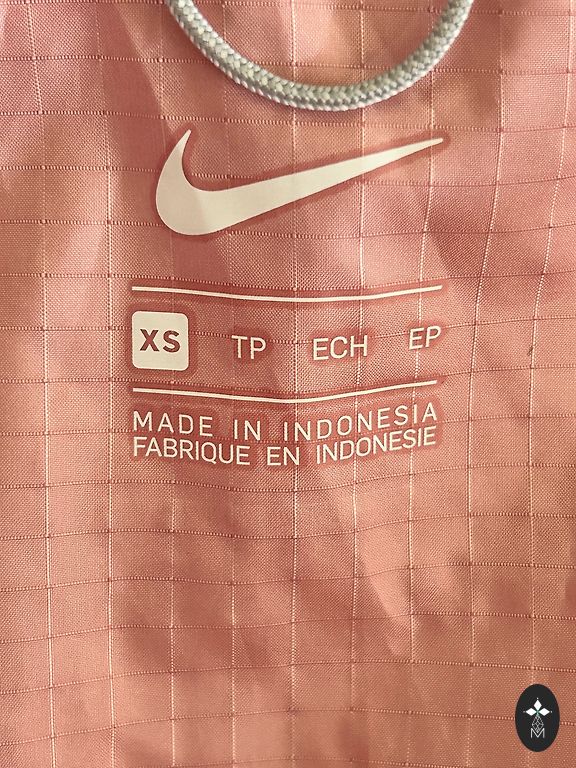 XS TP ECH EP
MADE IN INDONESIA
FABRIQUE EN INDONESIE